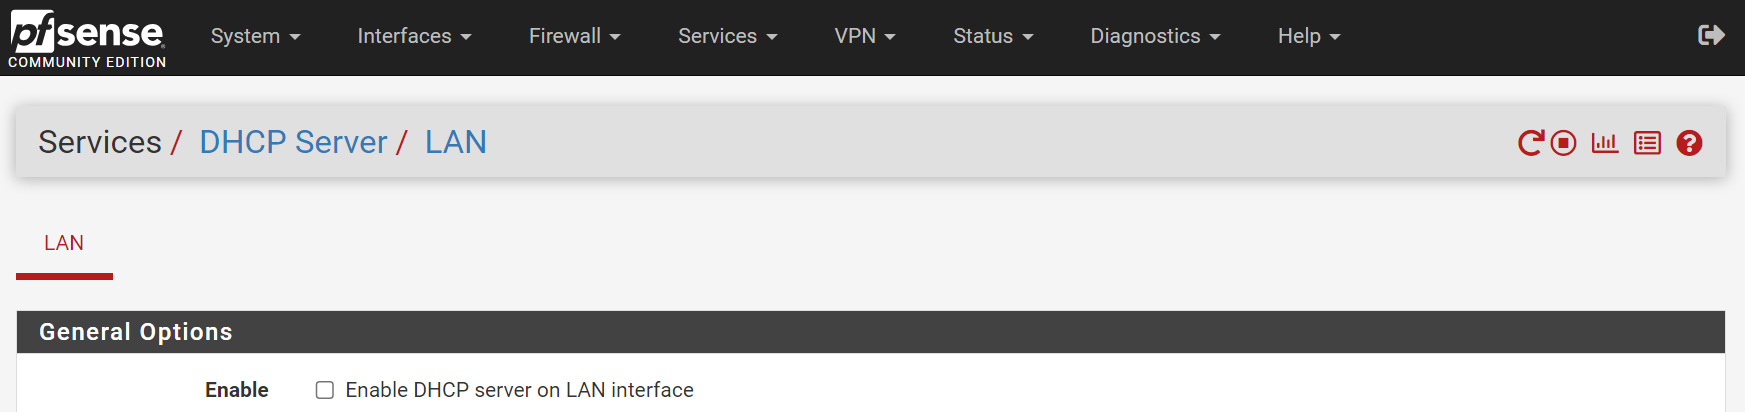 pfsense
COMMUNITY EDITION
System Interfaces Firewall Services VPN Status Diagnostics Help
Services / DHCP Server / LAN
LAN
General Options
Enable Enable DHCP server on LAN interface